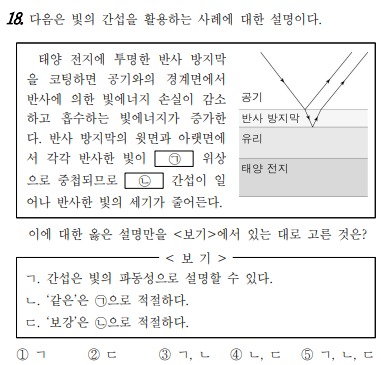 18. 다음은 빛의 간섭을 활용하는 사례에 대한 설명이다.
태양 전지에 투명한 반사 방지막
을 코팅하면 공기와의 경계면에서
반사에 의한 빛에너지 손실이 감소
하고 흡수하는 빛에너지가 증가한
다. 반사 방지막의 윗면과 아랫면에
서 각각 반사한 빛이 ㉠ 위상
으로 중첩되므로 ㉡ 간섭이 일
어나 반사한 빛의 세기가 줄어든다.
공기
반사 방지막
유리
태양 전지
이에 대한 옳은 설명만을 <보기>에서 있는 대로 고른 것은?
< 보 기 >
ㄱ. 간섭은 빛의 파동성으로 설명할 수 있다.
ㄴ. ‘같은’은 ㉠으로 적절하다.
ㄷ. ‘보강’은 ㉡으로 적절하다.
① ㄱ ② ㄷ ③ ㄱ, ㄴ ④ ㄴ, ㄷ ⑤ ㄱ, ㄴ, ㄷ